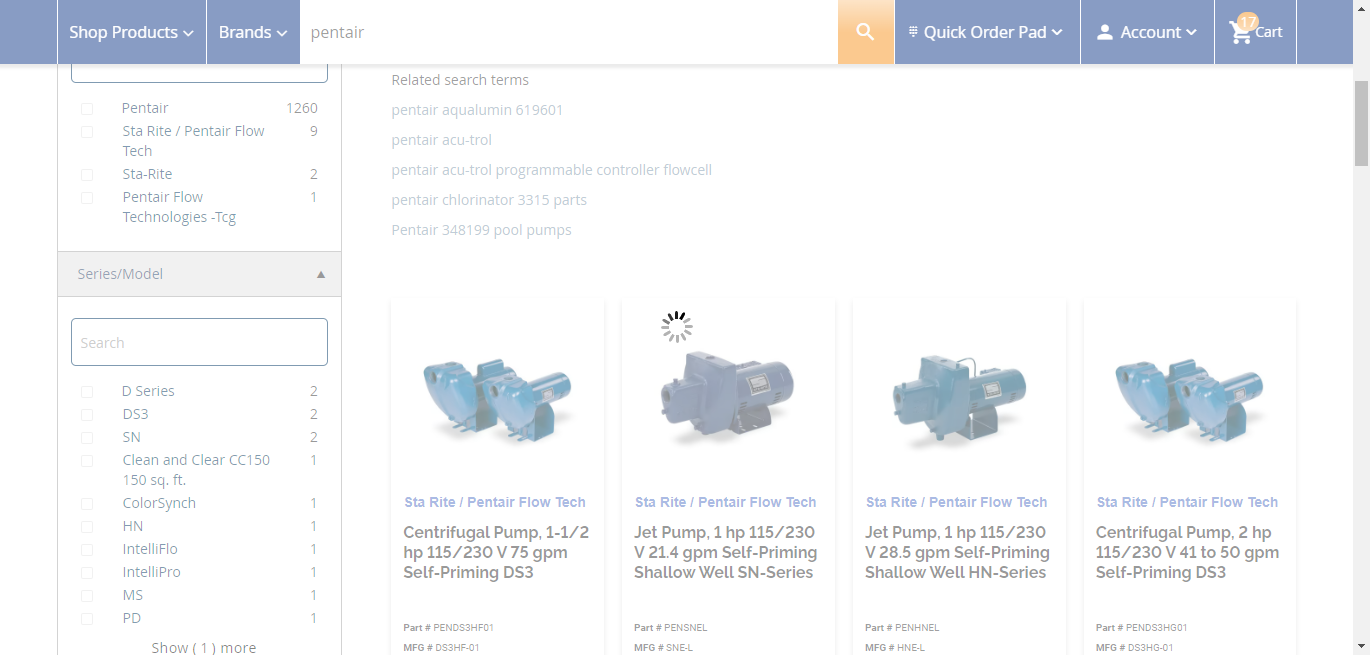 Shop Products
Brands
pentair
Quick Order Pad
Account
17
Cart
Pentair 1260
Sta Rite / Pentair Flow 9
Tech
Sta-Rite 2
Pentair Flow 1
Technologies -Tcg
Series/Model
Search
D Series 2
DS3 2
SN 2
Clean and Clear CC150 1
150 sq. ft.
ColorSynch 1
HN 1
IntelliFlo 1
IntelliPro 1
MS 1
PD 1
Show ( 1 ) more
Related search terms
pentair aqualumin 619601
pentair acu-trol
pentair acu-trol programmable controller flowcell
pentair chlorinator 3315 parts
Pentair 348199 pool pumps
Sta Rite / Pentair Flow Tech
Centrifugal Pump, 1-1/2
hp 115/230 V 75 gpm
Self-Priming DS3
Part # PENDS3HF01
MFG # DS3HF-01
Sta Rite / Pentair Flow Tech
Jet Pump, 1 hp 115/230
V 21.4 gpm Self-Priming
Shallow Well SN-Series
Part # PENSNEL
MFG # SNE-L
Sta Rite / Pentair Flow Tech
Jet Pump, 1 hp 115/230
V 28.5 gpm Self-Priming
Shallow Well HN-Series
Part # PENHNEL
MFG # HNE-L
Sta Rite / Pentair Flow Tech
Centrifugal Pump, 2 hp
115/230 V 41 to 50 gpm
Self-Priming DS3
Part # PENDS3HG01
MFG # DS3HG-01